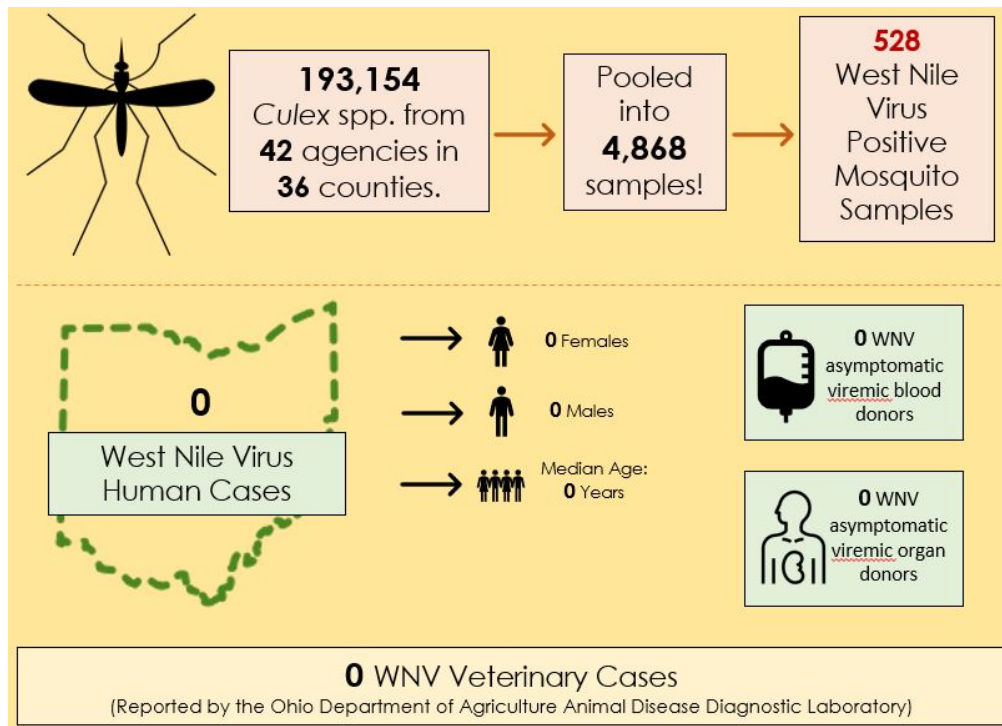 193,154
Culex spp. from
42 agencies in
36 counties.
Pooled
into
4,868
samples!
528
West Nile
Virus
Positive
Mosquito
Samples
0
West Nile Virus
Human Cases
0 Females
0 Males
Median Age:
0 Years
0 WNV
asymptomatic
viremic blood
donors
0 WNV
asymptomatic
viremic organ
donors
0 WNV Veterinary Cases
(Reported by the Ohio Department of Agriculture Animal Disease Diagnostic Laboratory)